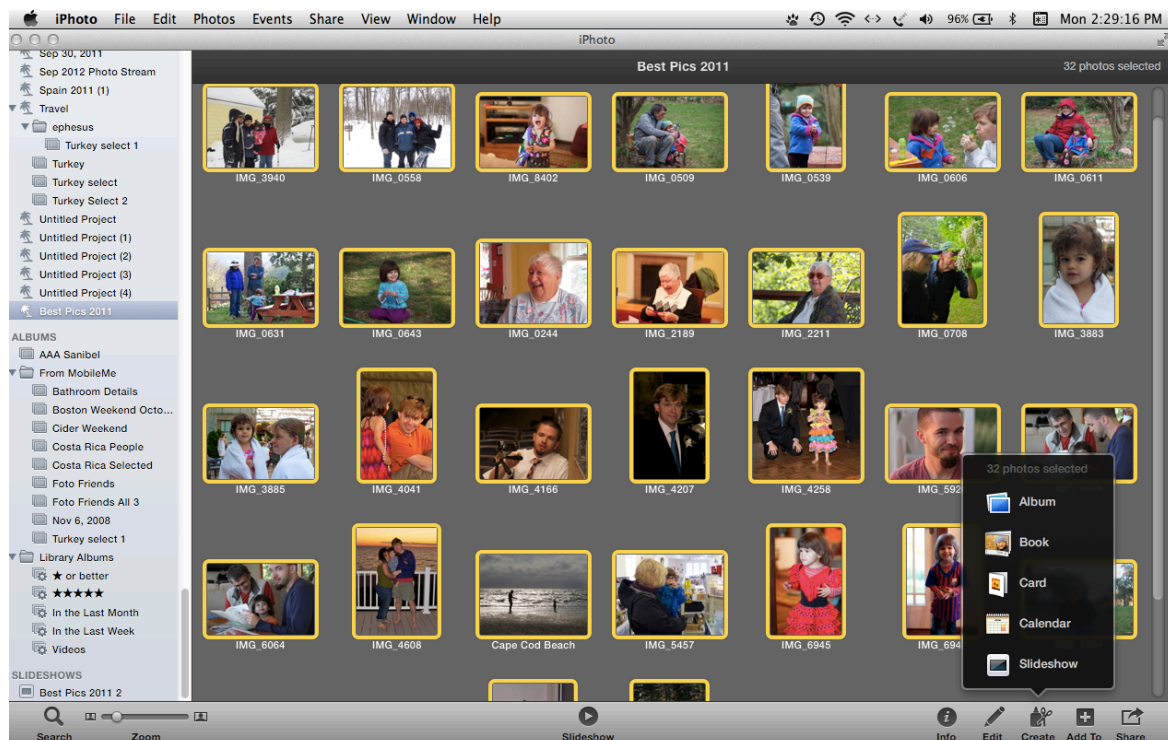 iPhoto File Edit Photos Events Share View Window Help 96% Mon 2:29:16 PM
iPhoto
Sep 30, 2011
Sep 2012 Photo Stream
Spain 2011 (1)
Travel
ephesus
Turkey select 1
Turkey
Turkey select
Turkey Select 2
Untitled Project
Untitled Project (1)
Untitled Project (2)
Untitled Project (3)
Untitled Project (4)
Best Pics 2011
ALBUMS
AAA Sanibel
From MobileMe
Bathroom Details
Boston Weekend Octo...
Cider Weekend
Costa Rica People
Costa Rica Selected
Foto Friends
Foto Friends All 3
Nov 6, 2008
Turkey select 1
Library Albums
★ or better
★★★★★
In the Last Month
In the Last Week
Videos
SLIDESHOWS
Best Pics 2011 2
Best Pics 2011 32 photos selected
IMG_3940 IMG_0558 IMG_8402 IMG_0509 IMG_0539 IMG_0606 IMG_0611
IMG_0631 IMG_0643 IMG_0244 IMG_2189 IMG_2211 IMG_0708 IMG_3883
IMG_3885 IMG_4041 IMG_4166 IMG_4207 IMG_4258
IMG_6064 IMG_4608 Cape Cod Beach IMG_5457 IMG_6945
32 photos selected
Album
Book
Card
Calendar
Slideshow
Search Zoom Slideshow Info Edit Create Add To Share